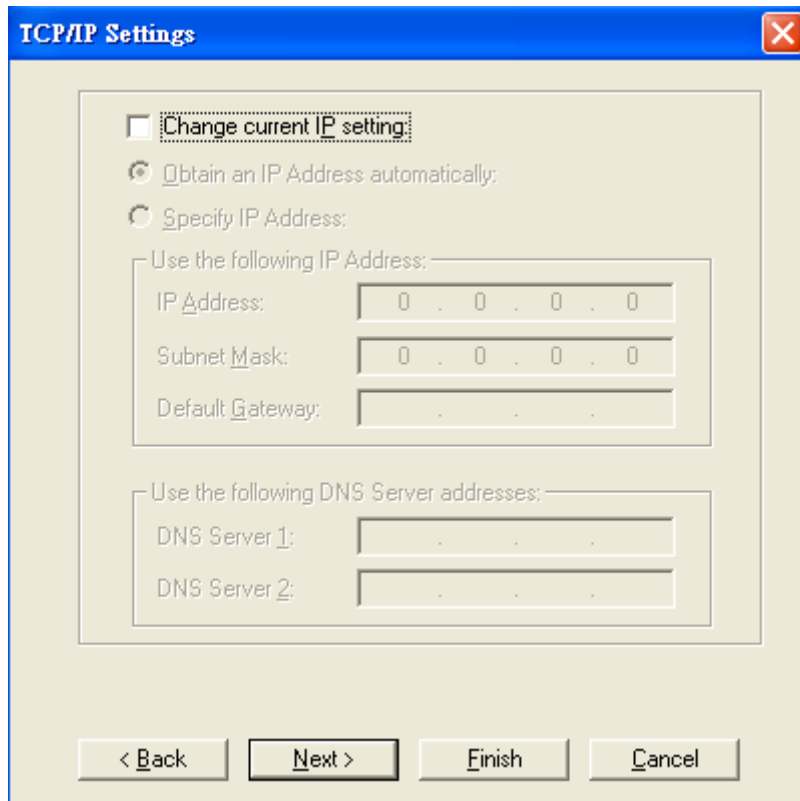 TCP/IP Settings
Change current IP setting:
Obtain an IP Address automatically:
Specify IP Address:
Use the following IP Address:
IP Address: 0 . 0 . 0 . 0
Subnet Mask: 0 . 0 . 0 . 0
Default Gateway: . . .
Use the following DNS Server addresses:
DNS Server 1: . . .
DNS Server 2: . . .
< Back Next > Finish Cancel